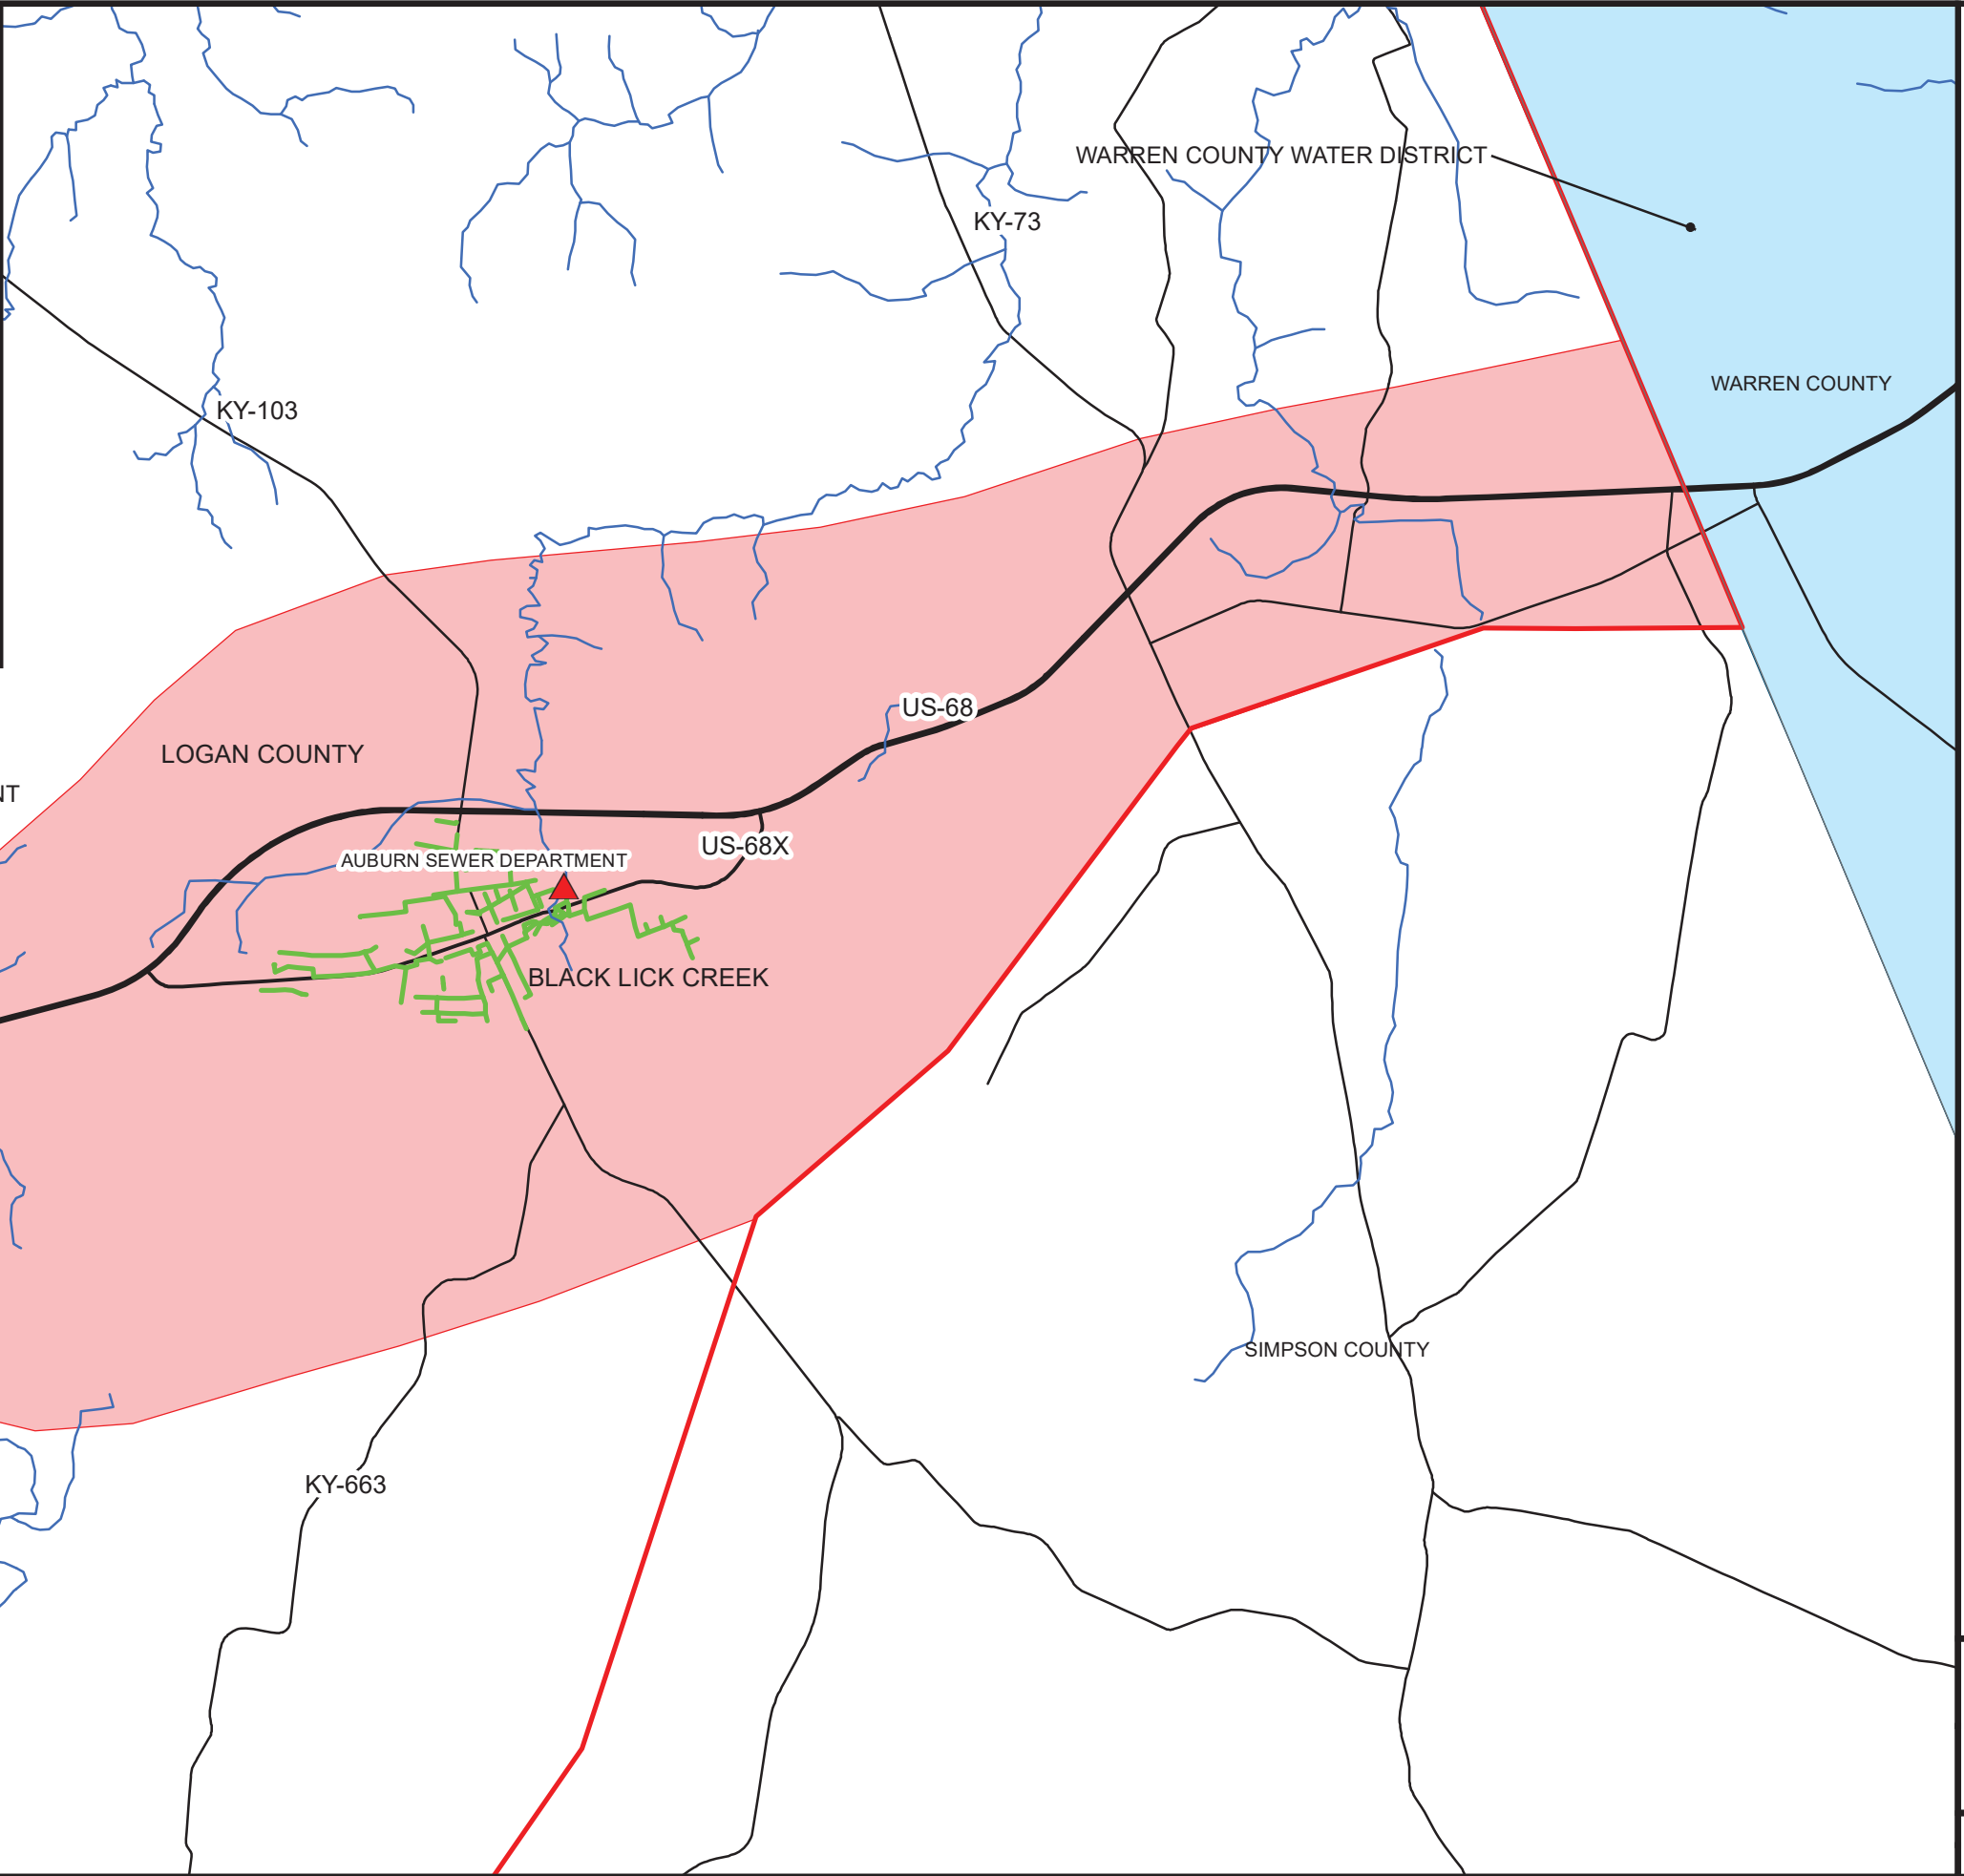 WARREN COUNTY WATER DISTRICT
KY-73
WARREN COUNTY
KY-103
US-68
LOGAN COUNTY
NT
US-68X
AUBURN SEWER DEPARTMENT
BLACK LICK CREEK
SIMPSON COUNTY
KY-663